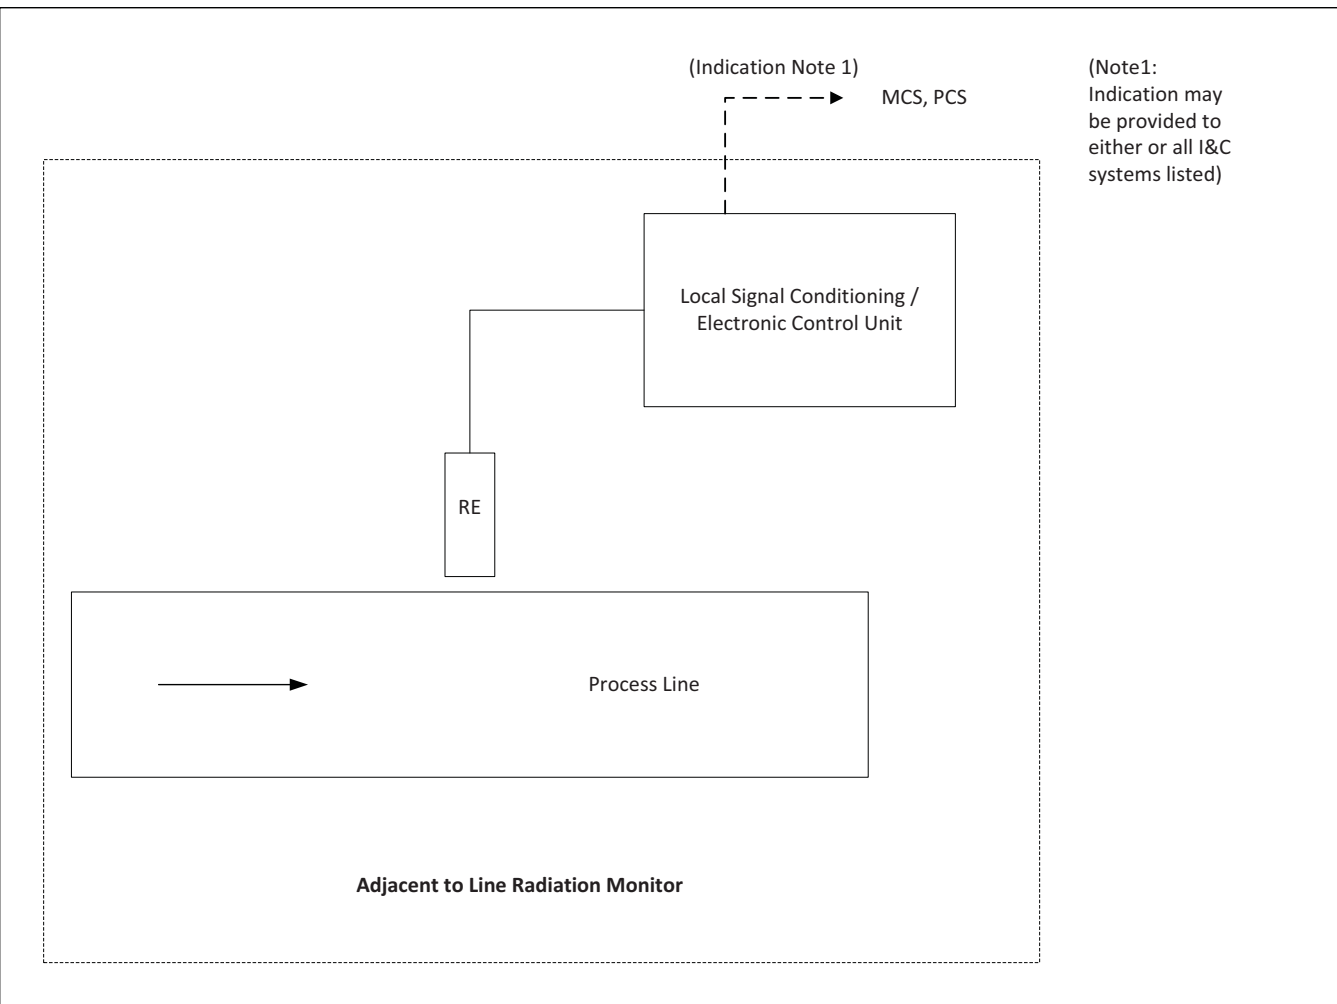 (Indication Note 1)
MCS, PCS
(Note1:
Indication may
be provided to
either or all I&C
systems listed)
Local Signal Conditioning /
Electronic Control Unit
RE
Process Line
Adjacent to Line Radiation Monitor